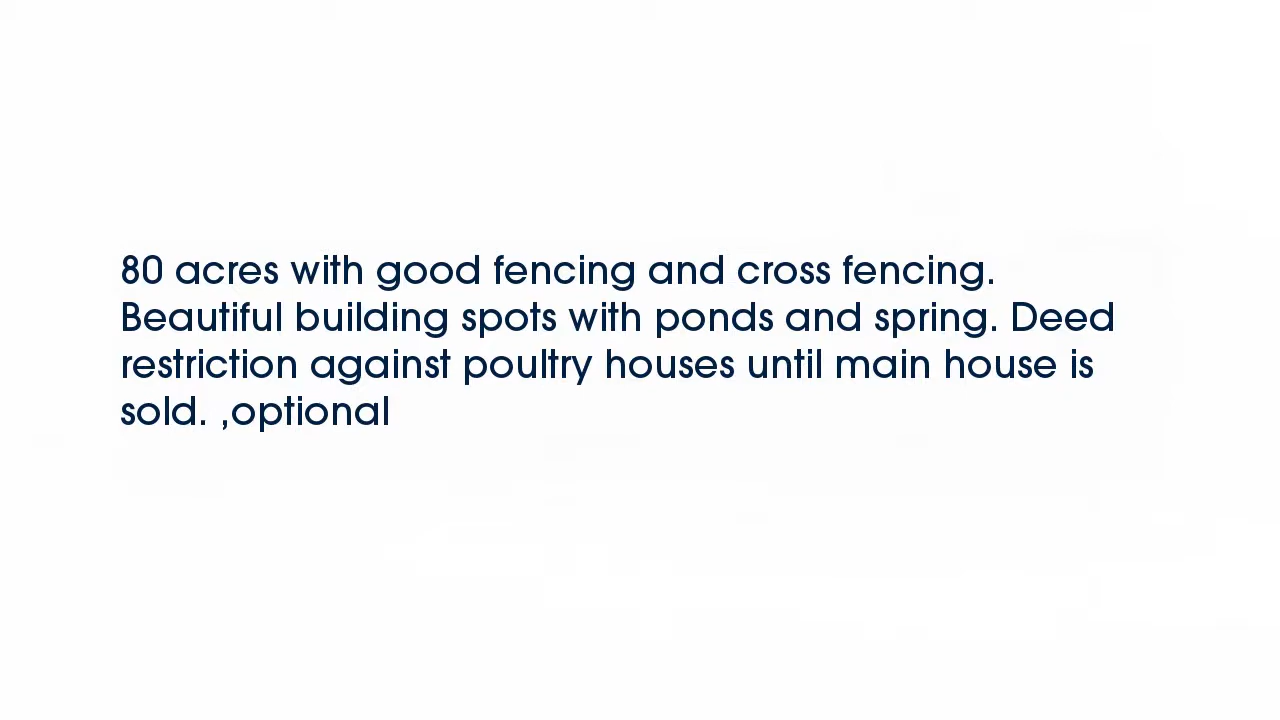 80 acres with good fencing and cross fencing.
Beautiful building spots with ponds and spring. Deed
restriction against poultry houses until main house is
sold. ,optional